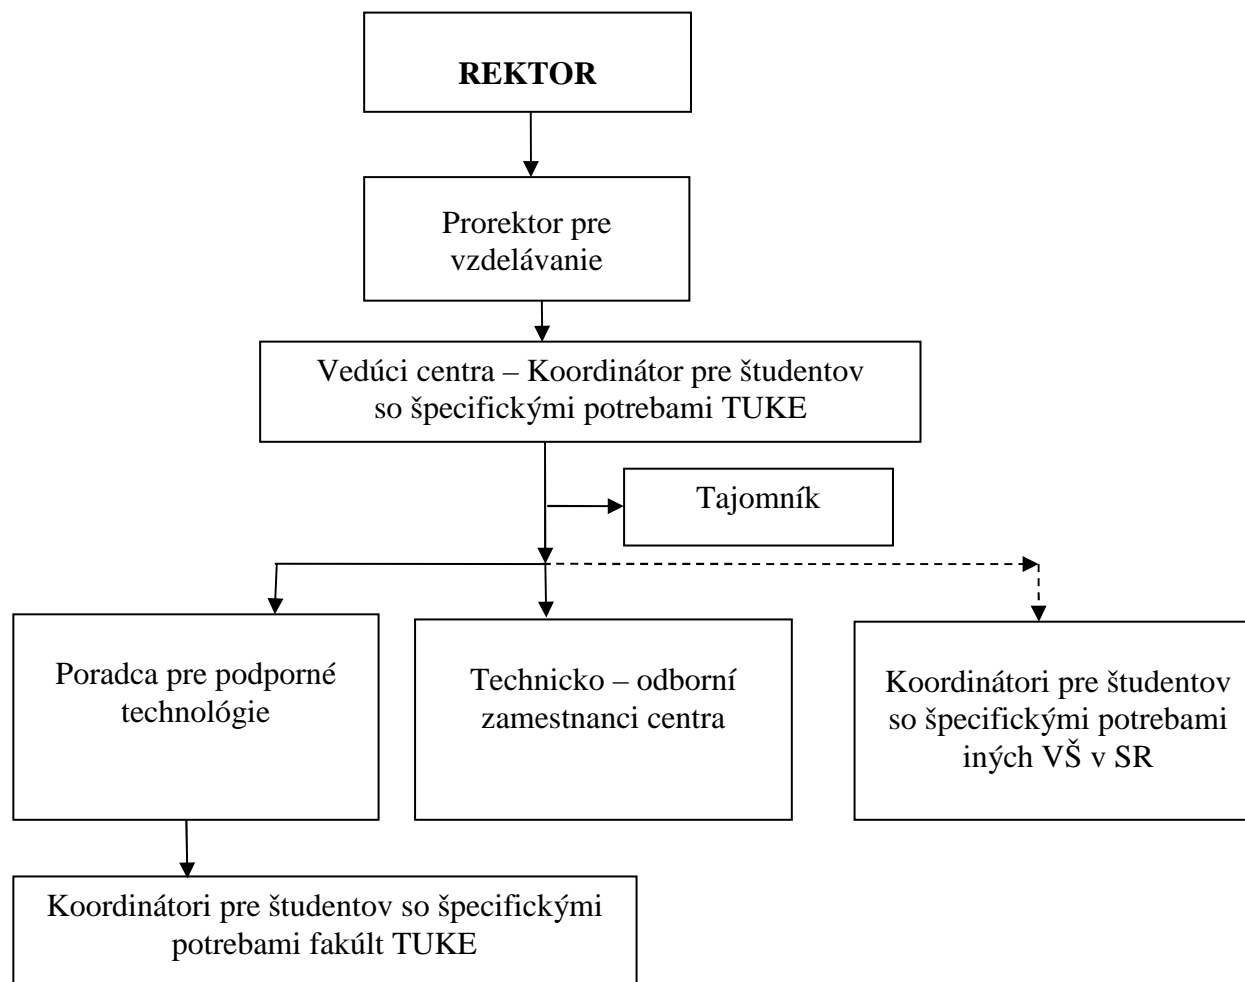 REKTOR
Prorektor pre
vzdelávanie
Vedúci centra – Koordinátor pre študentov
so špecifickými potrebami TUKE
Tajomník
Poradca pre podporné
technológie
Technicko – odborní
zamestnanci centra
Koordinátori pre študentov
so špecifickými potrebami
iných VŠ v SR
Koordinátori pre študentov so špecifickými
potrebami fakúlt TUKE